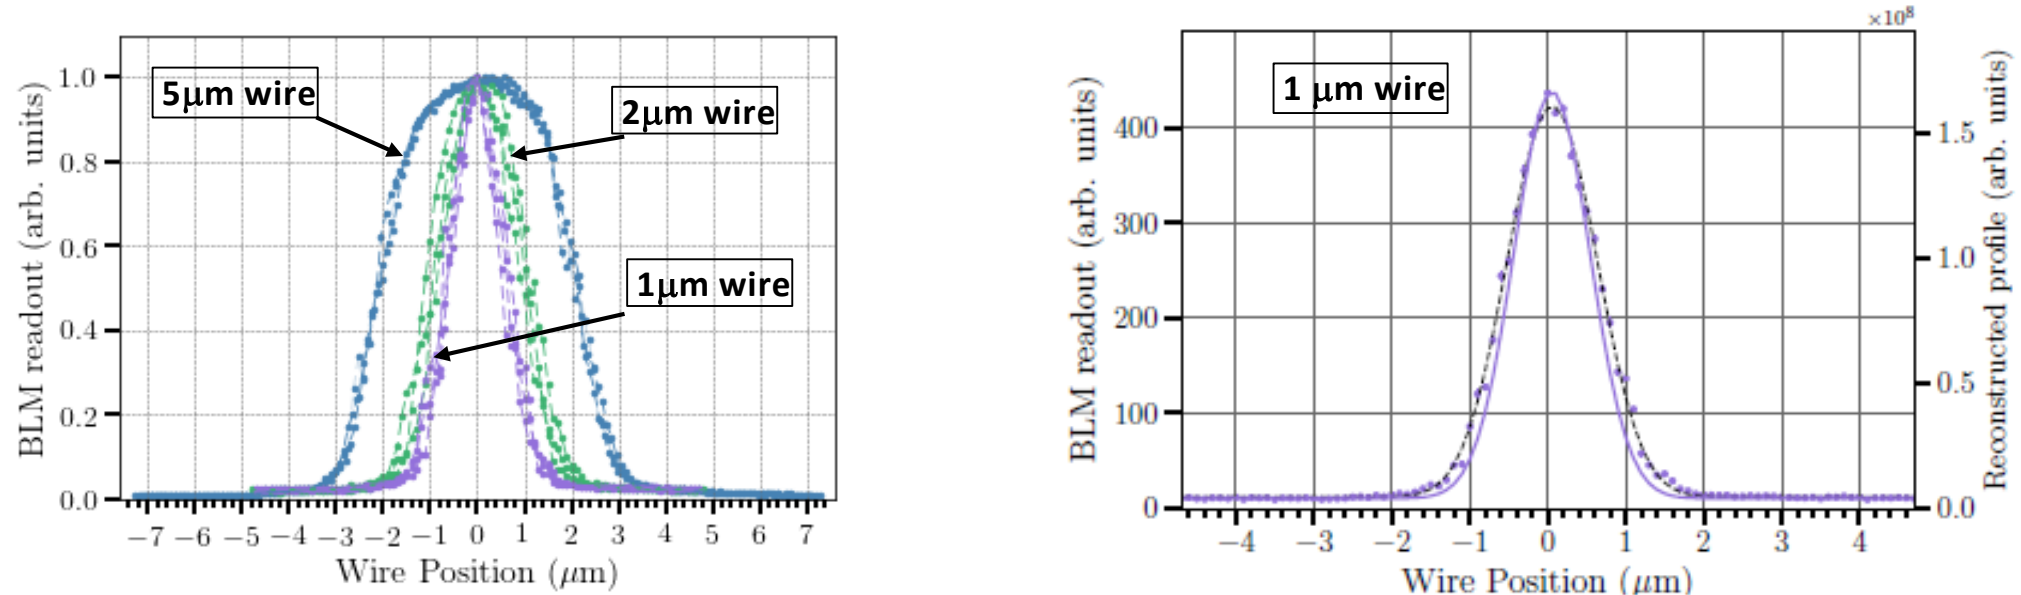 BLM readout (arb. units)
1.0
0.8
0.6
0.4
0.2
0.0
5μm wire
2μm wire
1μm wire
−7 −6 −5 −4 −3 −2 −1 0 1 2 3 4 5 6 7
Wire Position (μm)
×10⁸
BLM readout (arb. units)
400
300
200
100
0
1 μm wire
1.5
1.0
0.5
0.0
Reconstructed profile (arb. units)
−4 −3 −2 −1 0 1 2 3 4
Wire Position (μm)